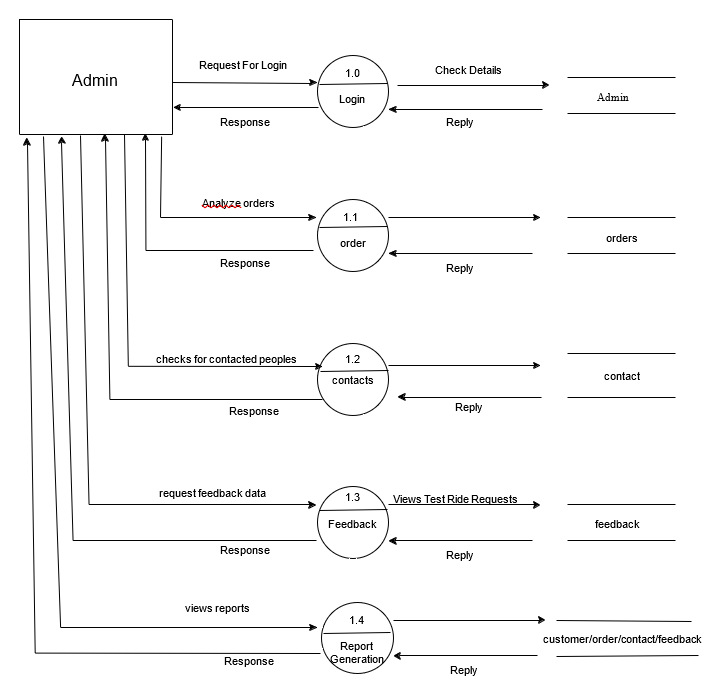 Admin
Request For Login
1.0
Login
Check Details
Admin
Response
Reply
Analyze orders
1.1
order
orders
Response
Reply
checks for contacted peoples
1.2
contacts
contact
Response
Reply
request feedback data
1.3
Feedback
Views Test Ride Requests
feedback
Response
Reply
views reports
1.4
Report
Generation
customer/order/contact/feedback
Response
Reply